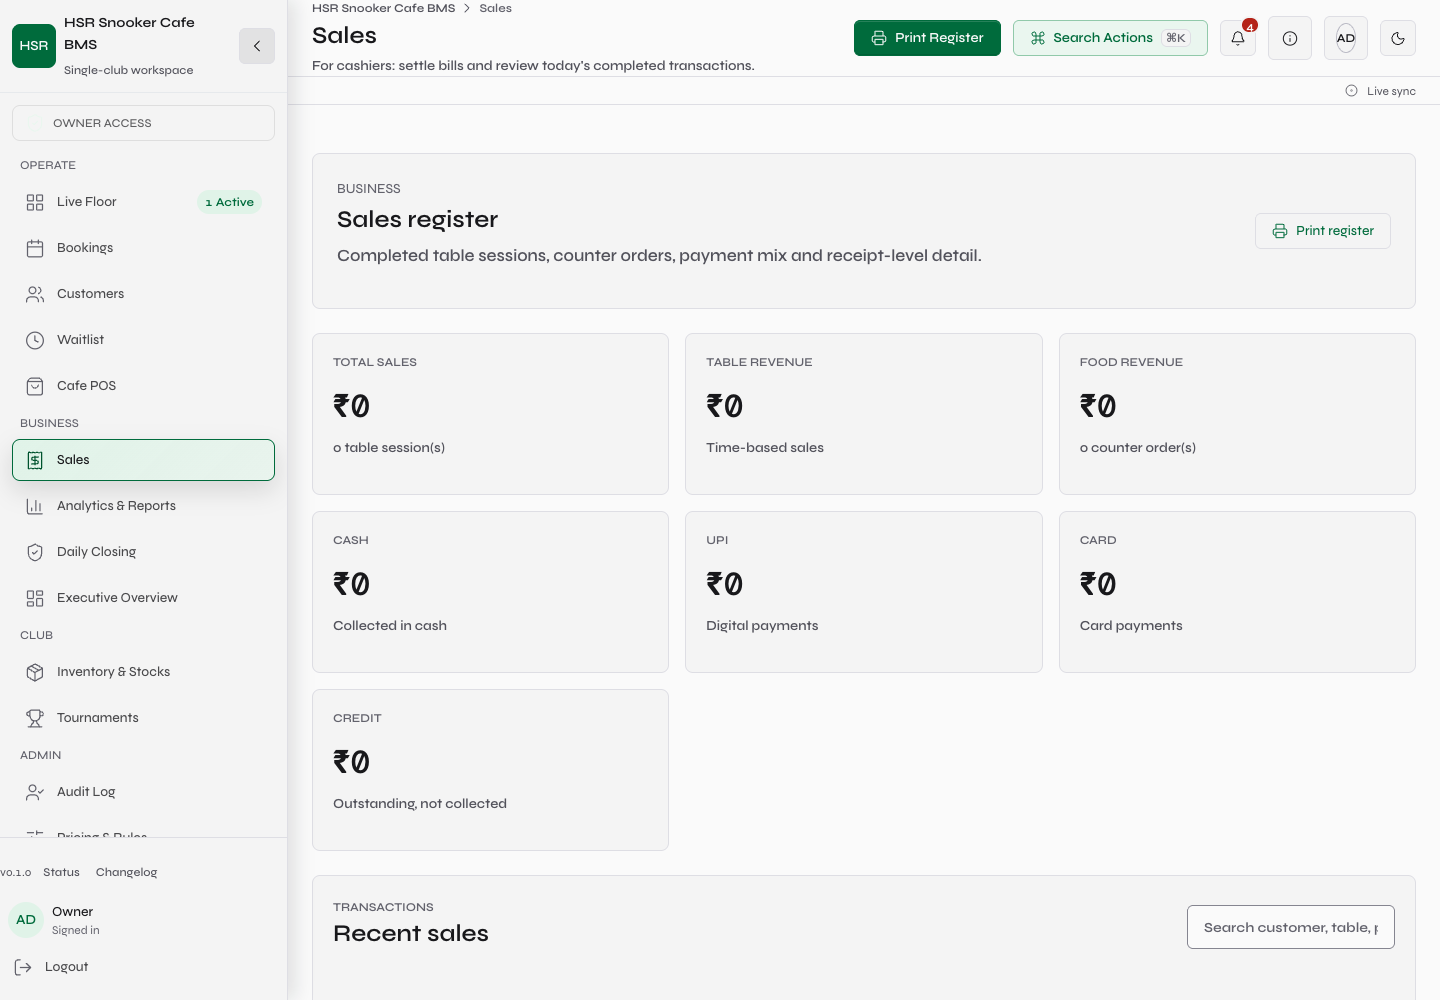 HSR
HSR Snooker Cafe
BMS
Single-club workspace
OWNER ACCESS
OPERATE
Live Floor
1 Active
Bookings
Customers
Waitlist
Cafe POS
BUSINESS
Sales
Analytics & Reports
Daily Closing
Executive Overview
CLUB
Inventory & Stocks
Tournaments
ADMIN
Audit Log
Pricing & Rules
v0.1.0
Status
Changelog
AD
Owner
Signed in
Logout
HSR Snooker Cafe BMS > Sales
Sales
For cashiers: settle bills and review today's completed transactions.
Print Register
Search Actions ⌘K
4
AD
Live sync
BUSINESS
Sales register
Completed table sessions, counter orders, payment mix and receipt-level detail.
Print register
TOTAL SALES
₹0
0 table session(s)
TABLE REVENUE
₹0
Time-based sales
FOOD REVENUE
₹0
0 counter order(s)
CASH
₹0
Collected in cash
UPI
₹0
Digital payments
CARD
₹0
Card payments
CREDIT
₹0
Outstanding, not collected
TRANSACTIONS
Recent sales
Search customer, table,